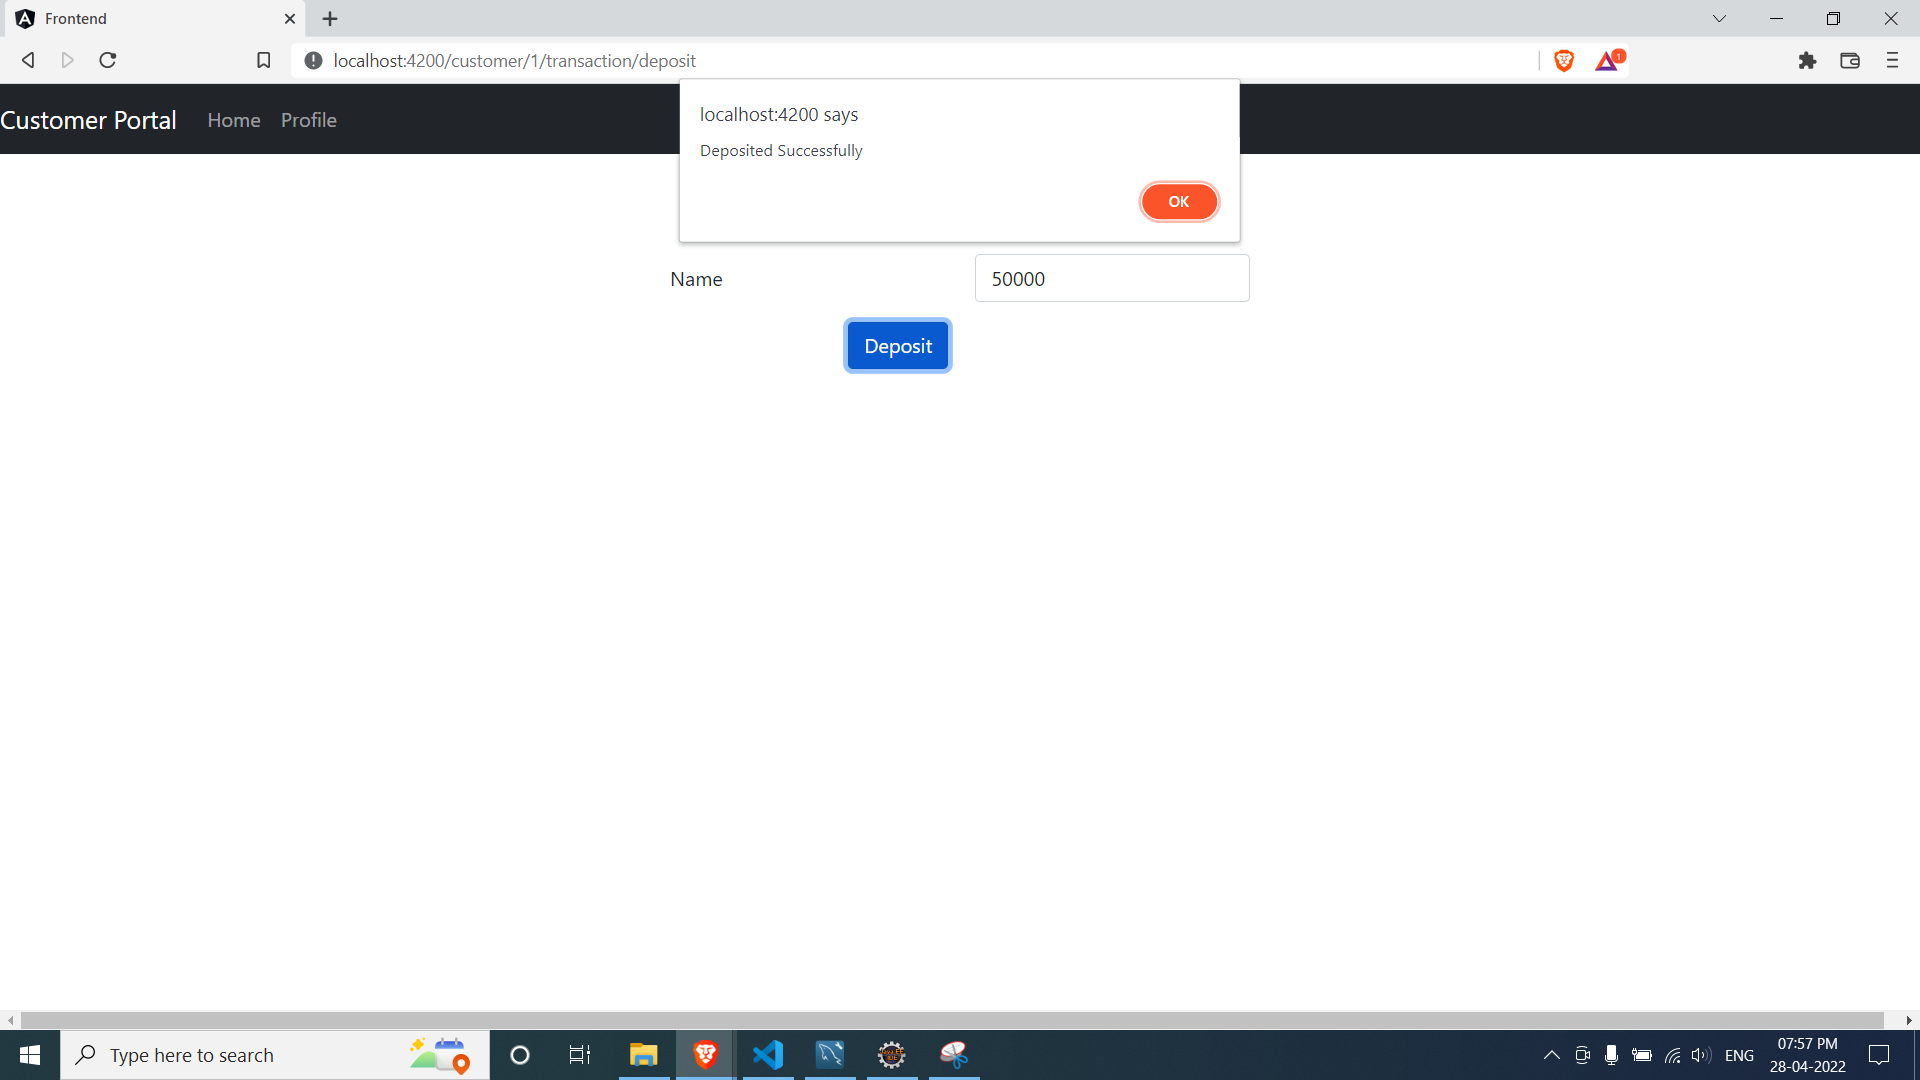 Frontend
localhost:4200/customer/1/transaction/deposit
1
Customer Portal Home Profile
localhost:4200 says
Deposited Successfully
OK
Name 50000
Deposit
Type here to search
ENG
07:57 PM
28-04-2022